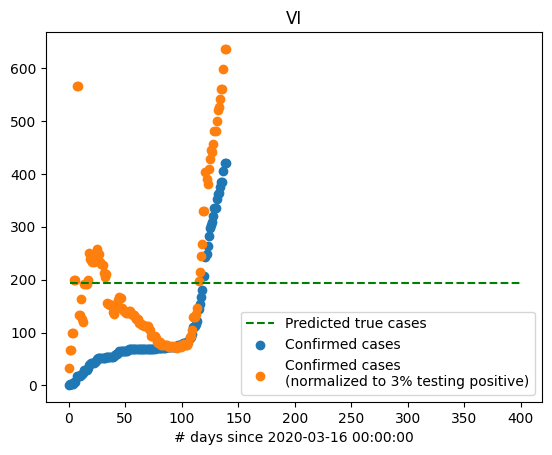 VI
600
500
400
300
200
100
0
Predicted true cases
Confirmed cases
Confirmed cases
(normalized to 3% testing positive)
0 50 100 150 200 250 300 350 400
# days since 2020-03-16 00:00:00